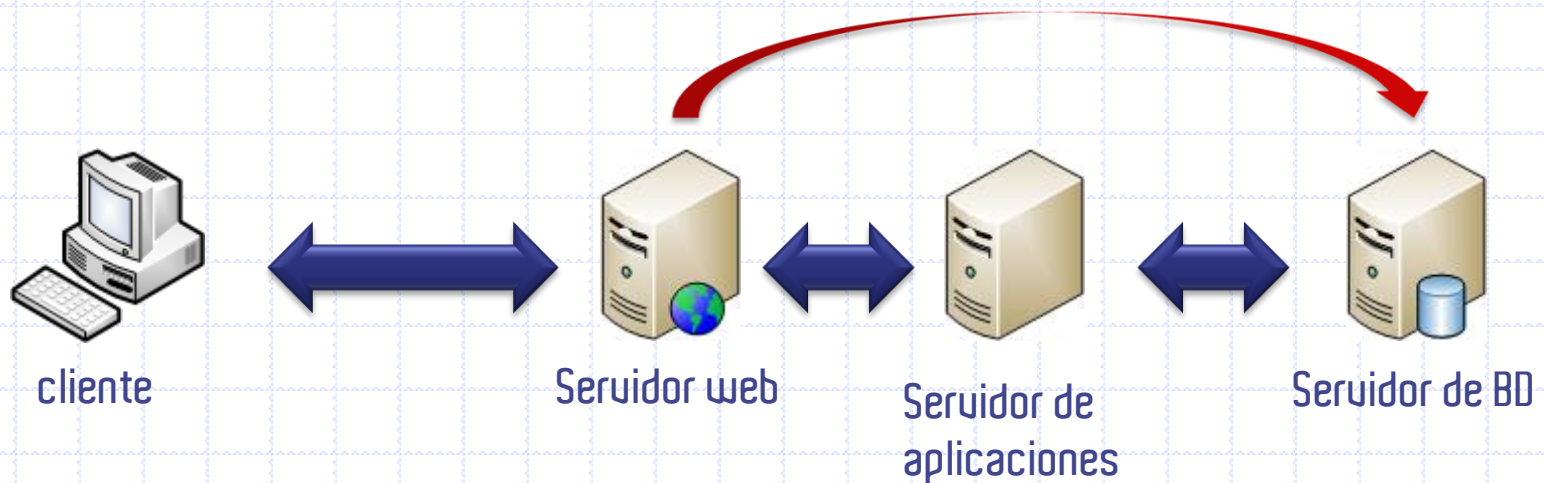 cliente
Servidor web
Servidor de
aplicaciones
Servidor de BD